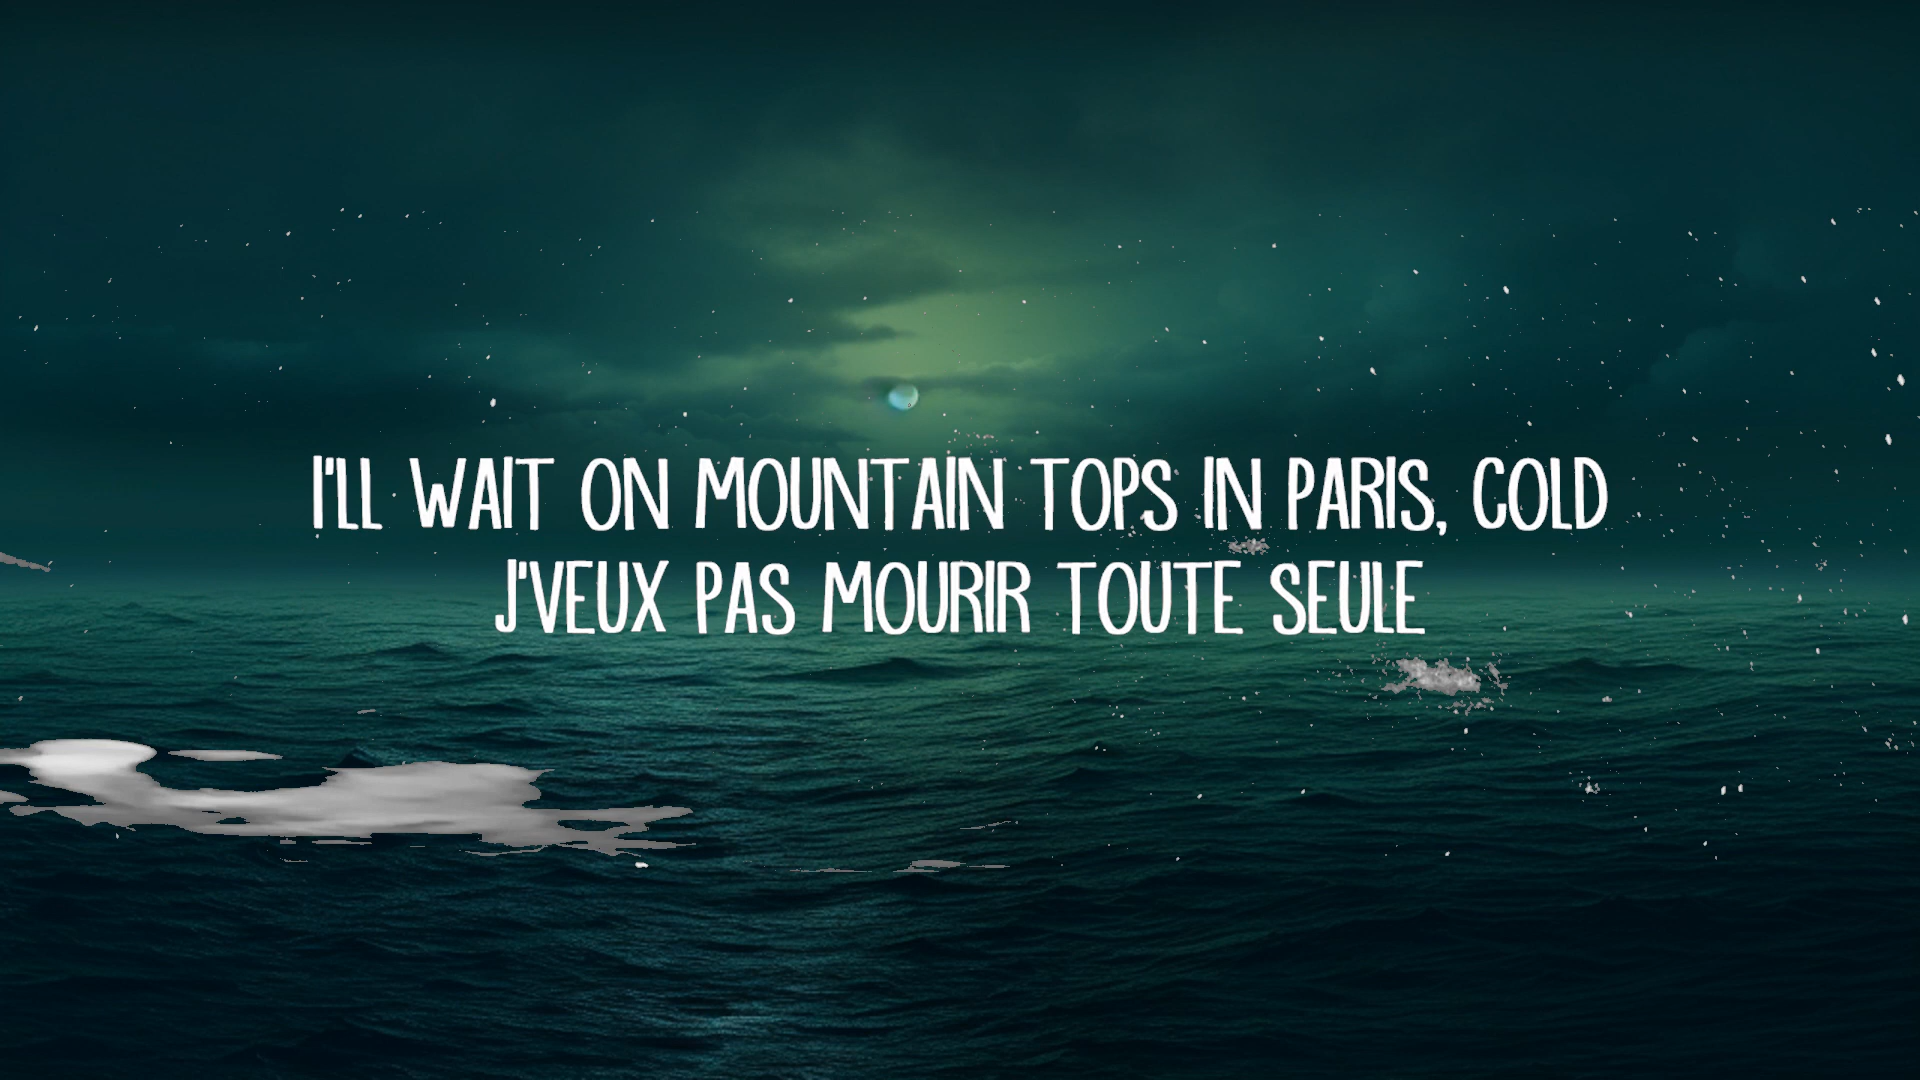 I'LL WAIT ON MOUNTAIN TOPS IN PARIS, COLD
J'VEUX PAS MOURIR TOUTE SEULE